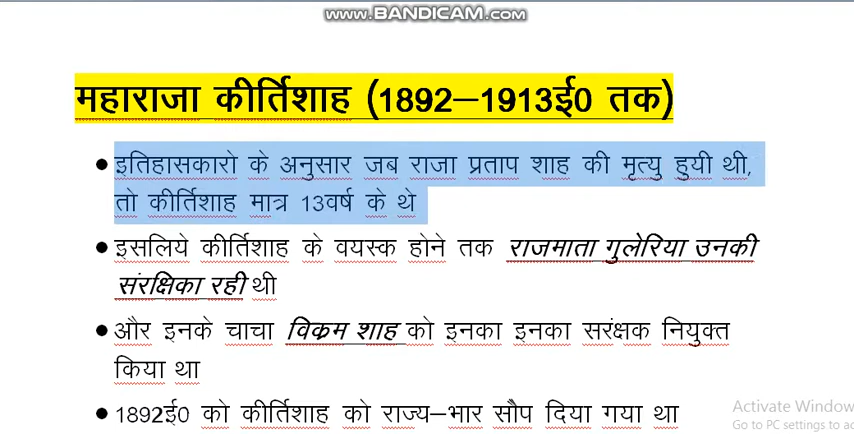 www.BANDICAM.com
महाराजा कीर्तिशाह (1892–1913ई0 तक)
• इतिहासकारो के अनुसार जब राजा प्रताप शाह की मृत्यु हुयी थी,
तो कीर्तिशाह मात्र 13वर्ष के थे
• इसलिये कीर्तिशाह के वयस्क होने तक राजमाता गुलेरिया उनकी
संरक्षिका रही थी
• और इनके चाचा विक्रम शाह को इनका इनका सरंक्षक नियुक्त
किया था
• 1892ई0 को कीर्तिशाह को राज्य–भार सौप दिया गया था
Activate Window
Go to PC settings to ac